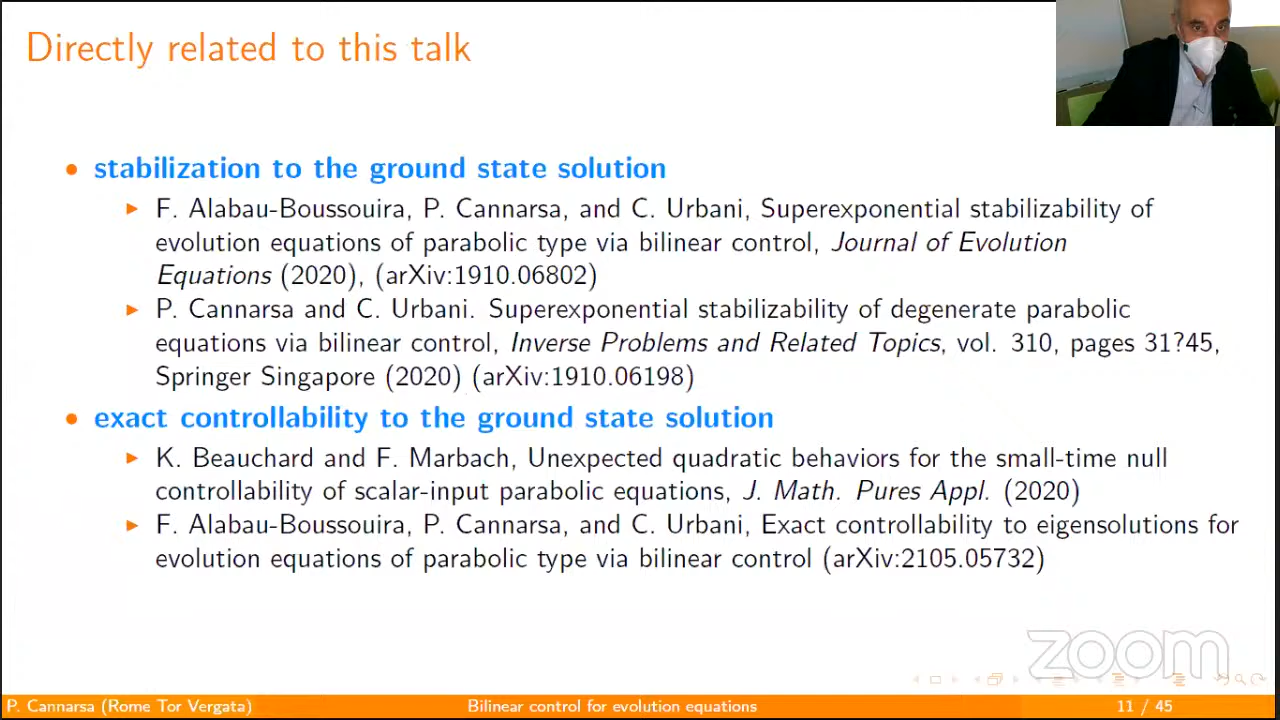 Directly related to this talk
• stabilization to the ground state solution
▶ F. Alabau-Boussouira, P. Cannarsa, and C. Urbani, Superexponential stabilizability of
evolution equations of parabolic type via bilinear control, Journal of Evolution
Equations (2020), (arXiv:1910.06802)
▶ P. Cannarsa and C. Urbani. Superexponential stabilizability of degenerate parabolic
equations via bilinear control, Inverse Problems and Related Topics, vol. 310, pages 31?45,
Springer Singapore (2020) (arXiv:1910.06198)
• exact controllability to the ground state solution
▶ K. Beauchard and F. Marbach, Unexpected quadratic behaviors for the small-time null
controllability of scalar-input parabolic equations, J. Math. Pures Appl. (2020)
▶ F. Alabau-Boussouira, P. Cannarsa, and C. Urbani, Exact controllability to eigensolutions for
evolution equations of parabolic type via bilinear control (arXiv:2105.05732)
zoom
P. Cannarsa (Rome Tor Vergata) Bilinear control for evolution equations 11 / 45